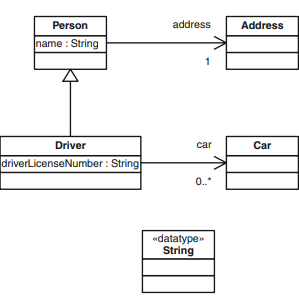 Person
name : String
address
1
Address
Driver
driverLicenseNumber : String
car
0..*
Car
«datatype»
String